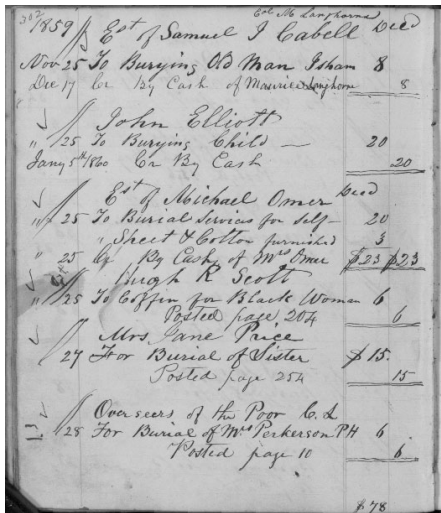 302 Col M Langhorne
1859 Est of Samuel J Cabell Decd
Nov 25 To Burying Old Man Isham 8
Dec 17 Cr By Cash of Maurice Langhorn 8
John Elliott
" 25 To Burying Child — 20
Jany 5th 1860 Cr By Cash 20
Est of Michael Omer Decd
" 25 To Burial Services for Self 20
" Sheet & Cotton furnished 3
" 25 Cr By Cash of Mrs Omer $23 $23
Hugh R Scott
" 25 To Coffin for Black Woman 6
Posted page 204 6
Mrs Jane Price
27 For Burial of Sister $15.
Posted page 254 15
Overseers of the Poor C. L
28 For Burial of Mrs Perkerson PH 6
Posted page 10 6
$78